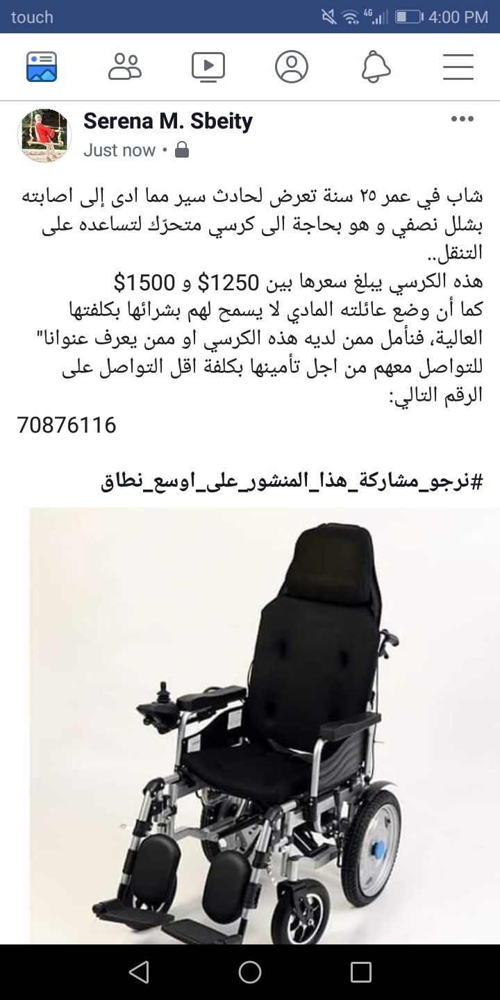 touch
4G
4:00 PM
Serena M. Sbeity
Just now •
شاب في عمر ٢٥ سنة تعرض لحادث سير مما ادى إلى اصابته
بشلل نصفي و هو بحاجة الى كرسي متحرّك لتساعده على
التنقل..
هذه الكرسي يبلغ سعرها بين 1250$ و 1500$
كما أن وضع عائلته المادي لا يسمح لهم بشرائها بكلفتها
العالية، فنأمل ممن لديه هذه الكرسي او ممن يعرف عنوانا"
للتواصل معهم من اجل تأمينها بكلفة اقل التواصل على
الرقم التالي:
70876116
#نرجو_مشاركة_هذا_المنشور_على_اوسع_نطاق